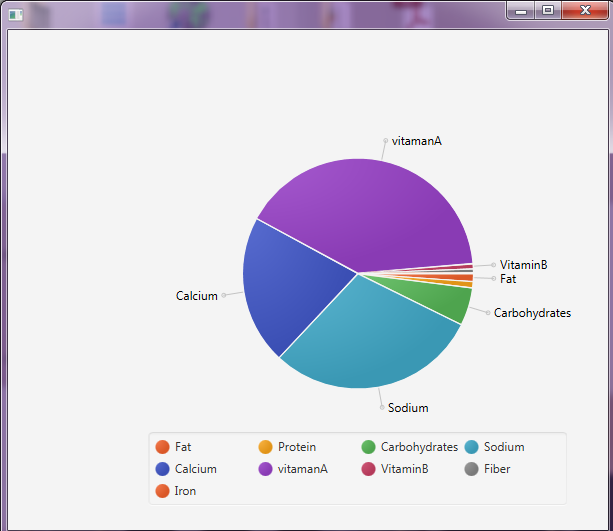 vitamanA
VitaminB
Fat
Calcium
Carbohydrates
Sodium
Fat Protein Carbohydrates Sodium
Calcium vitamanA VitaminB Fiber
Iron